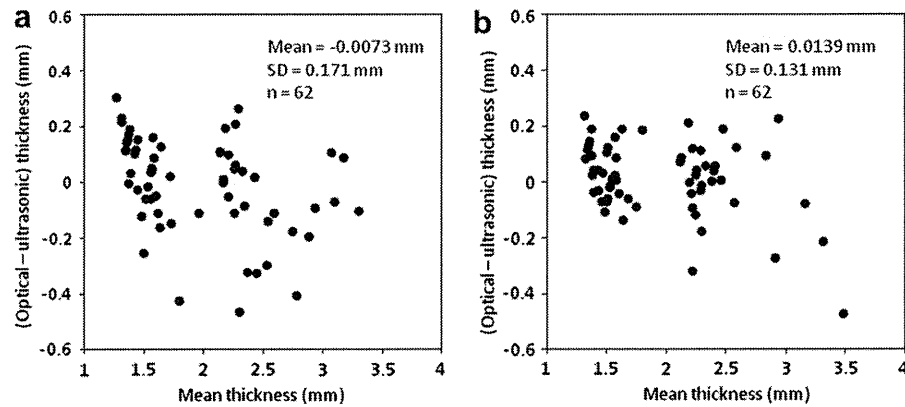 a
0.6
0.4
0.2
0
-0.2
-0.4
-0.6
(Optical–ultrasonic) thickness (mm)
Mean = -0.0073 mm
SD = 0.171 mm
n = 62
1
1.5
2
2.5
3
3.5
4
Mean thickness (mm)
b
0.6
0.4
0.2
0
-0.2
-0.4
-0.6
(Optical–ultrasonic) thickness (mm)
Mean = 0.0139 mm
SD = 0.131 mm
n = 62
1
1.5
2
2.5
3
3.5
4
Mean thickness (mm)